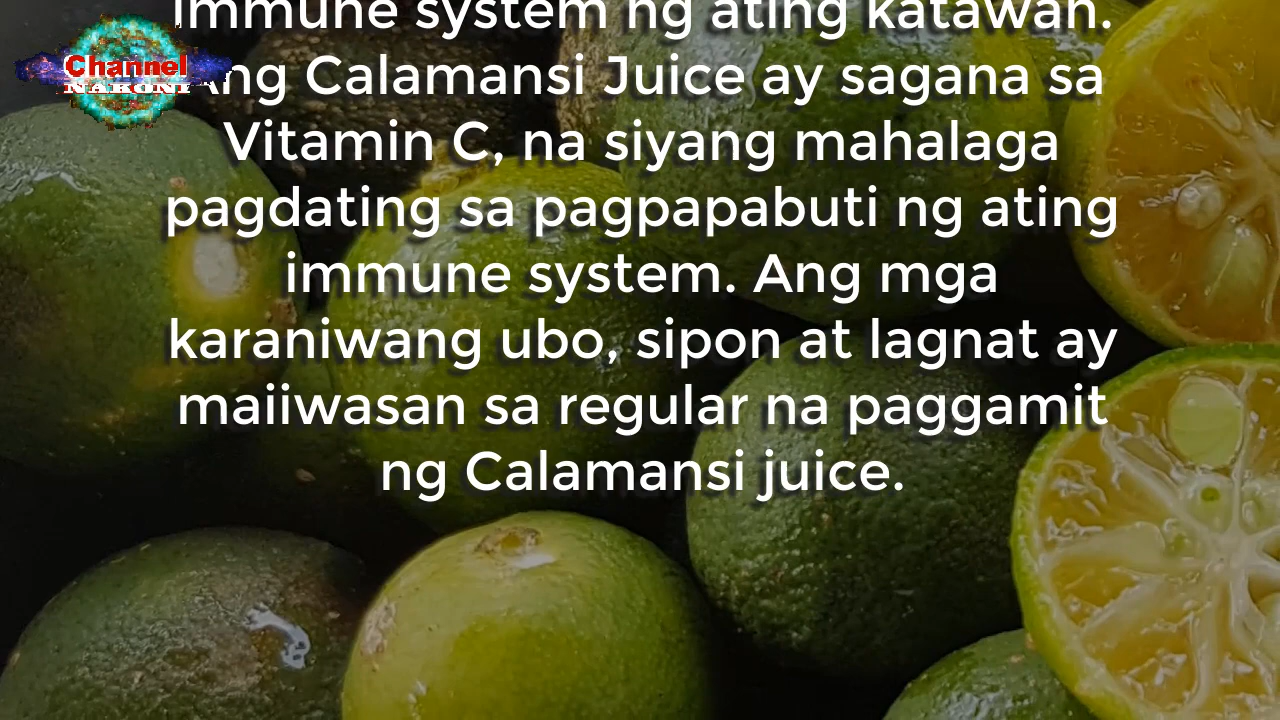 immune system ng ating katawan.
Channel
NAKONI
Ang Calamansi Juice ay sagana sa
Vitamin C, na siyang mahalaga
pagdating sa pagpapabuti ng ating
immune system. Ang mga
karaniwang ubo, sipon at lagnat ay
maiiwasan sa regular na paggamit
ng Calamansi juice.